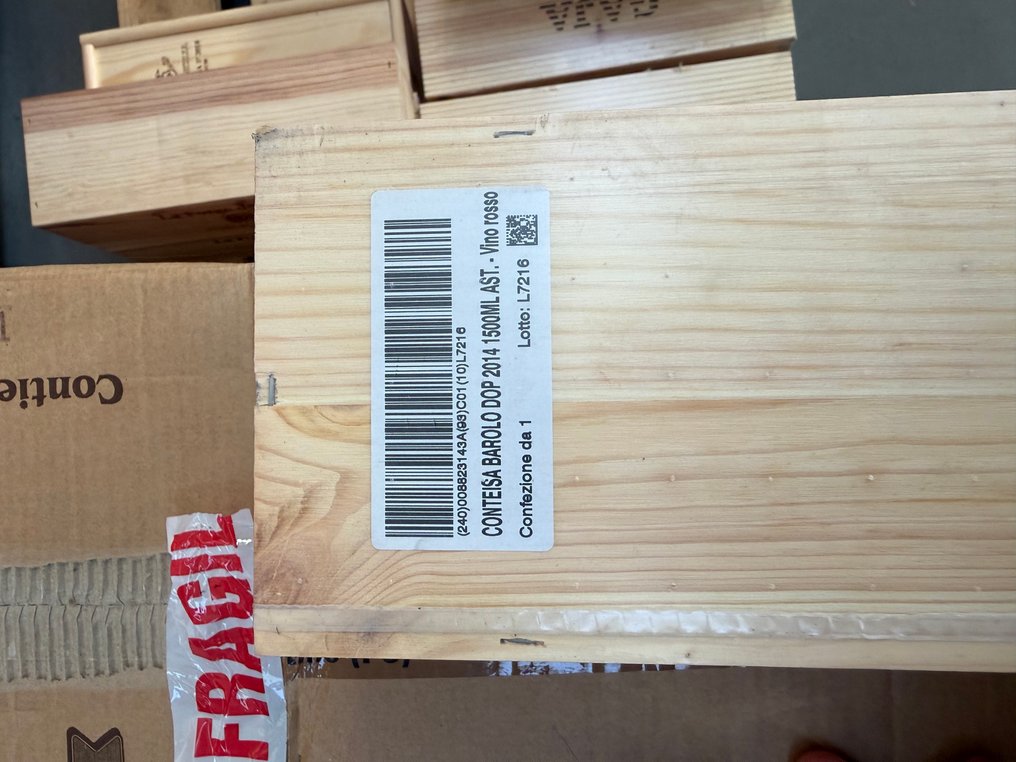 (240)008823143A(93)C01(10)L7216
CONTEISA BAROLO DOP 2014 1500ML AST. - Vino rosso
Confezione da 1
Lotto: L7216
FRAGIL
Contie